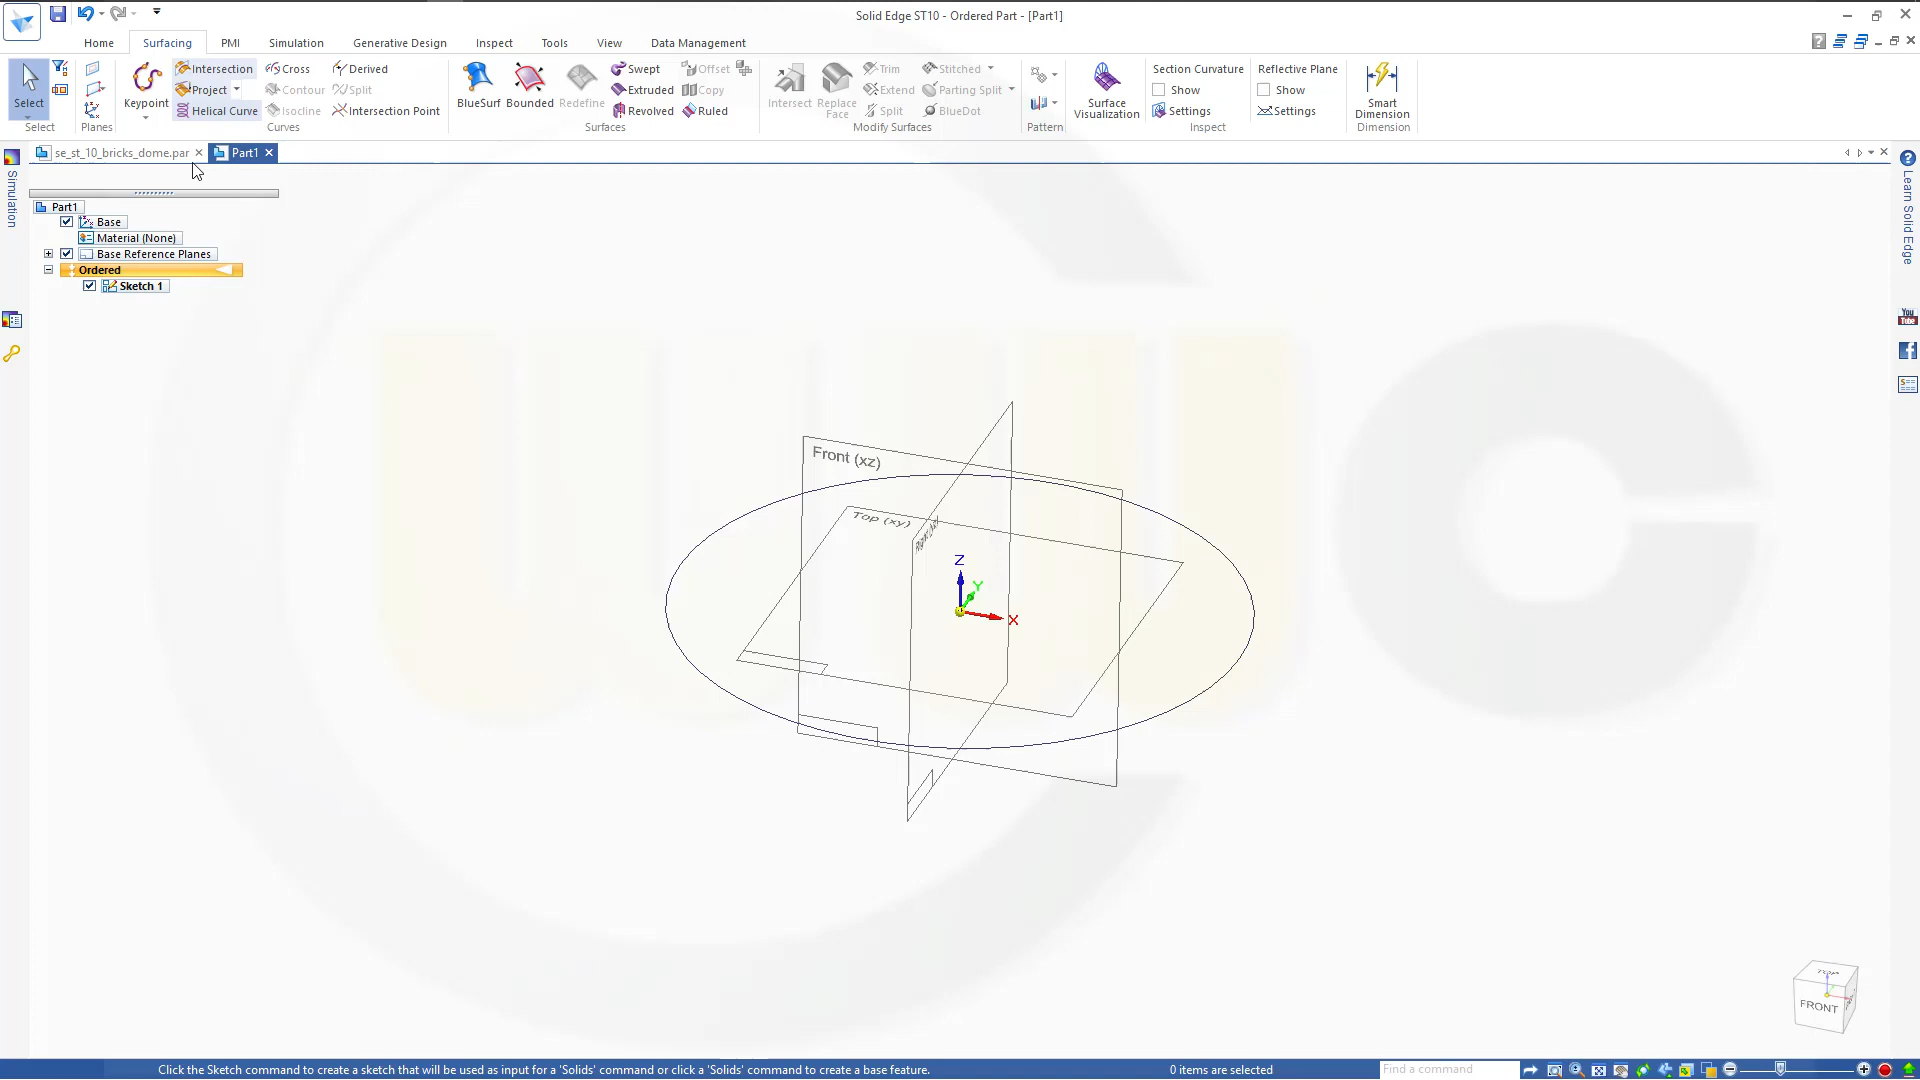 Solid Edge ST10 - Ordered Part - [Part1]
Home Surfacing PMI Simulation Generative Design Inspect Tools View Data Management
Select
Select
Planes
Keypoint
Intersection
Project
Helical Curve
Cross
Contour
Isocline
Derived
Split
Intersection Point
Curves
BlueSurf
Bounded
Redefine
Swept
Extruded
Revolved
Offset
Copy
Ruled
Surfaces
Intersect
Replace Face
Trim
Extend
Split
Stitched
Parting Split
BlueDot
Modify Surfaces
Pattern
Surface Visualization
Section Curvature
Show
Settings
Reflective Plane
Show
Settings
Inspect
Smart Dimension
Dimension
se_st_10_bricks_dome.par
Part1
Simulation
Learn Solid Edge
You Tube
Part1
Base
Material (None)
Base Reference Planes
Ordered
Sketch 1
Front (xz)
Top (xy)
Z
Y
X
TOP
FRONT
Click the Sketch command to create a sketch that will be used as input for a 'Solids' command or click a 'Solids' command to create a base feature.
0 items are selected
Find a command